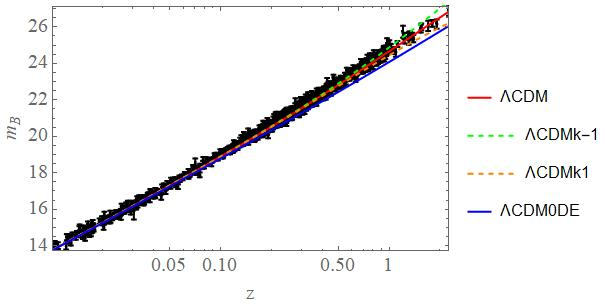 26
24
22
20
18
16
14
m_B
0.05 0.10 0.50 1
z
ΛCDM
ΛCDMk-1
ΛCDMk1
ΛCDM0DE